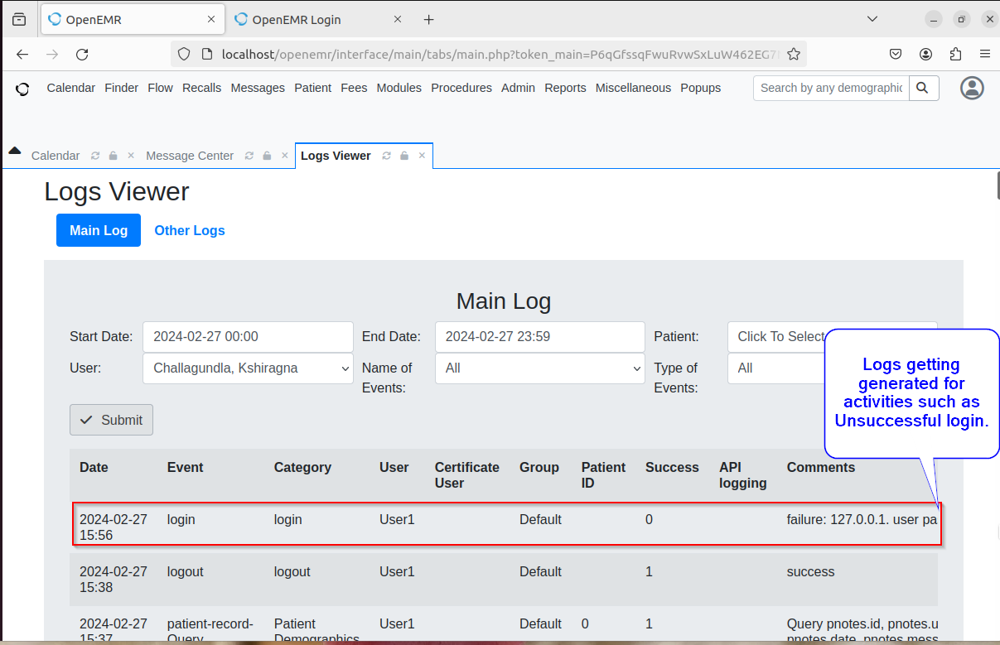 OpenEMR
OpenEMR Login
localhost/openemr/interface/main/tabs/main.php?token_main=P6qGfssqFwuRvwSxLuW462EG7
Calendar Finder Flow Recalls Messages Patient Fees Modules Procedures Admin Reports Miscellaneous Popups
Search by any demographic
Calendar Message Center Logs Viewer
Logs Viewer
Main Log Other Logs
Main Log
Start Date: 2024-02-27 00:00 End Date: 2024-02-27 23:59 Patient: Click To Select
User: Challagundla, Kshiragna Name of Events: All Type of Events: All
Logs getting
generated for
activities such as
Unsuccessful login.
Submit
Date Event Category User Certificate User Group Patient ID Success API logging Comments
2024-02-27 15:56 login login User1 Default 0 failure: 127.0.0.1. user pa
2024-02-27 15:38 logout logout User1 Default 1 success
2024-02-27 15:37 patient-record-Query Patient Demographics User1 Default 0 1 Query pnotes.id, pnotes.u
pnotes.date, pnotes.mess